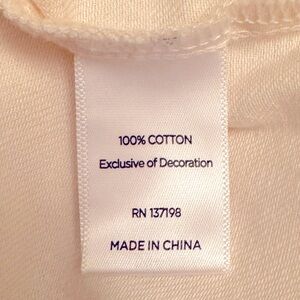 100% COTTON
Exclusive of Decoration
RN 137198
MADE IN CHINA